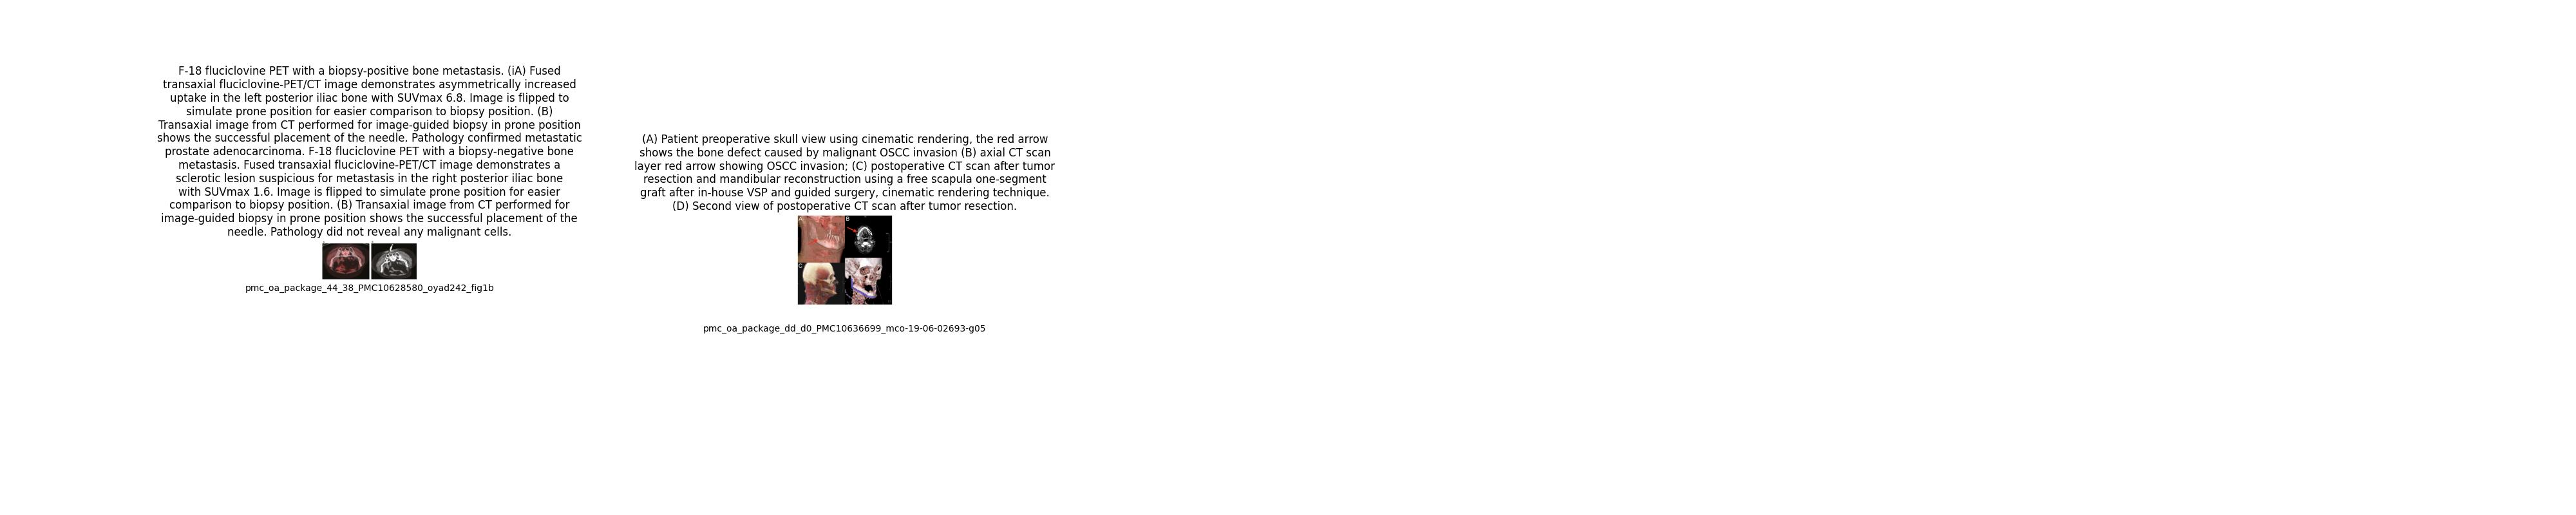 F-18 fluciclovine PET with a biopsy-positive bone metastasis. (iA) Fused
transaxial fluciclovine-PET/CT image demonstrates asymmetrically increased
uptake in the left posterior iliac bone with SUVmax 6.8. Image is flipped to
simulate prone position for easier comparison to biopsy position. (B)
Transaxial image from CT performed for image-guided biopsy in prone position
shows the successful placement of the needle. Pathology confirmed metastatic
prostate adenocarcinoma. F-18 fluciclovine PET with a biopsy-negative bone
metastasis. Fused transaxial fluciclovine-PET/CT image demonstrates a
sclerotic lesion suspicious for metastasis in the right posterior iliac bone
with SUVmax 1.6. Image is flipped to simulate prone position for easier
comparison to biopsy position. (B) Transaxial image from CT performed for
image-guided biopsy in prone position shows the successful placement of the
needle. Pathology did not reveal any malignant cells.
pmc_oa_package_44_38_PMC10628580_oyad242_fig1b
(A) Patient preoperative skull view using cinematic rendering, the red arrow
shows the bone defect caused by malignant OSCC invasion (B) axial CT scan
layer red arrow showing OSCC invasion; (C) postoperative CT scan after tumor
resection and mandibular reconstruction using a free scapula one-segment
graft after in-house VSP and guided surgery, cinematic rendering technique.
(D) Second view of postoperative CT scan after tumor resection.
A
B
C
pmc_oa_package_dd_d0_PMC10636699_mco-19-06-02693-g05